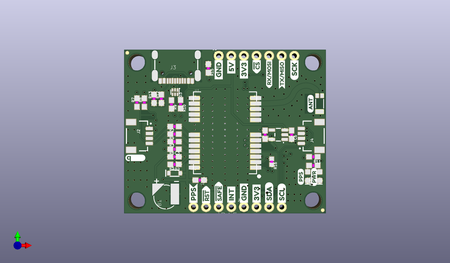 J3
GND
5V
3V3
CS
RX/MOSI
TX/MISO
SCK
ANT
PPS
PWR
PPS
RST
SAFE
INT
GND
3V3
SDA
SCL